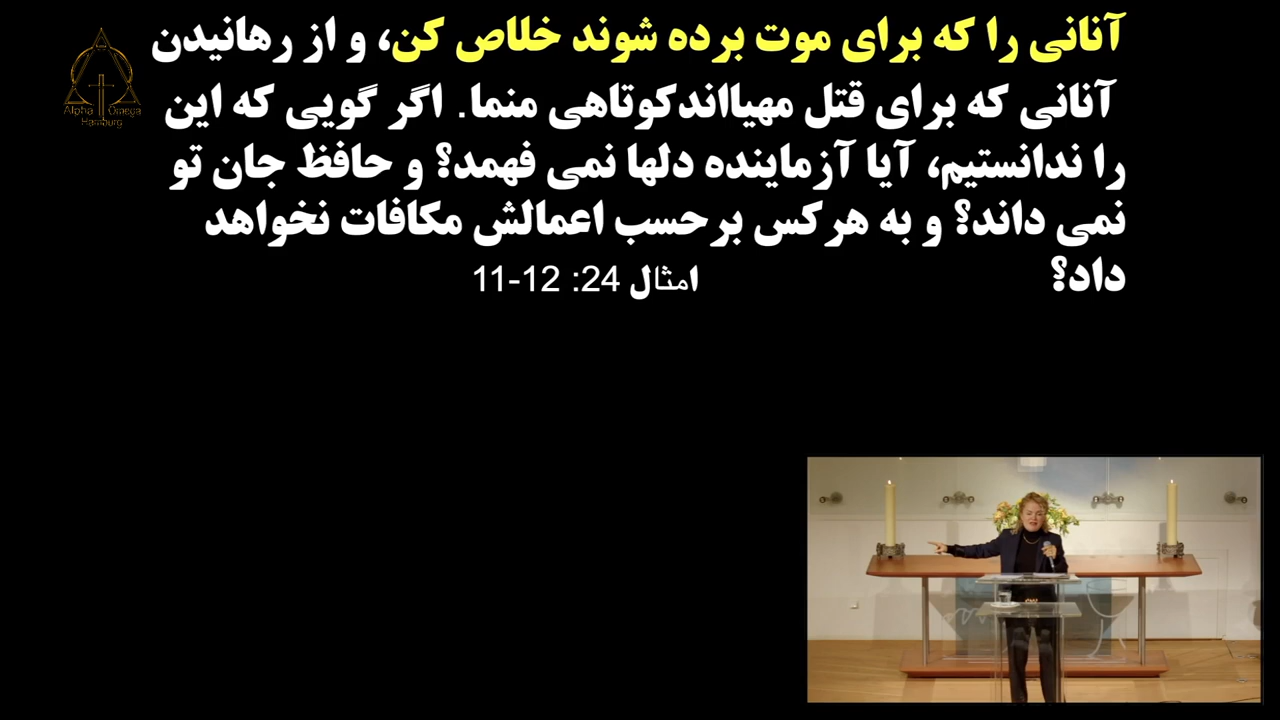 آنانی را که برای موت برده شوند خلاص کن، و از رهانیدن
آنانی که برای قتل مهیااندکوتاهی منما. اگر گویی که این
را ندانستیم، آیا آزماینده دلها نمی فهمد؟ و حافظ جان تو
نمی داند؟ و به هرکس برحسب اعمالش مکافات نخواهد
داد؟ امثال 24: 12-11
Alpha Omega
Hamburg